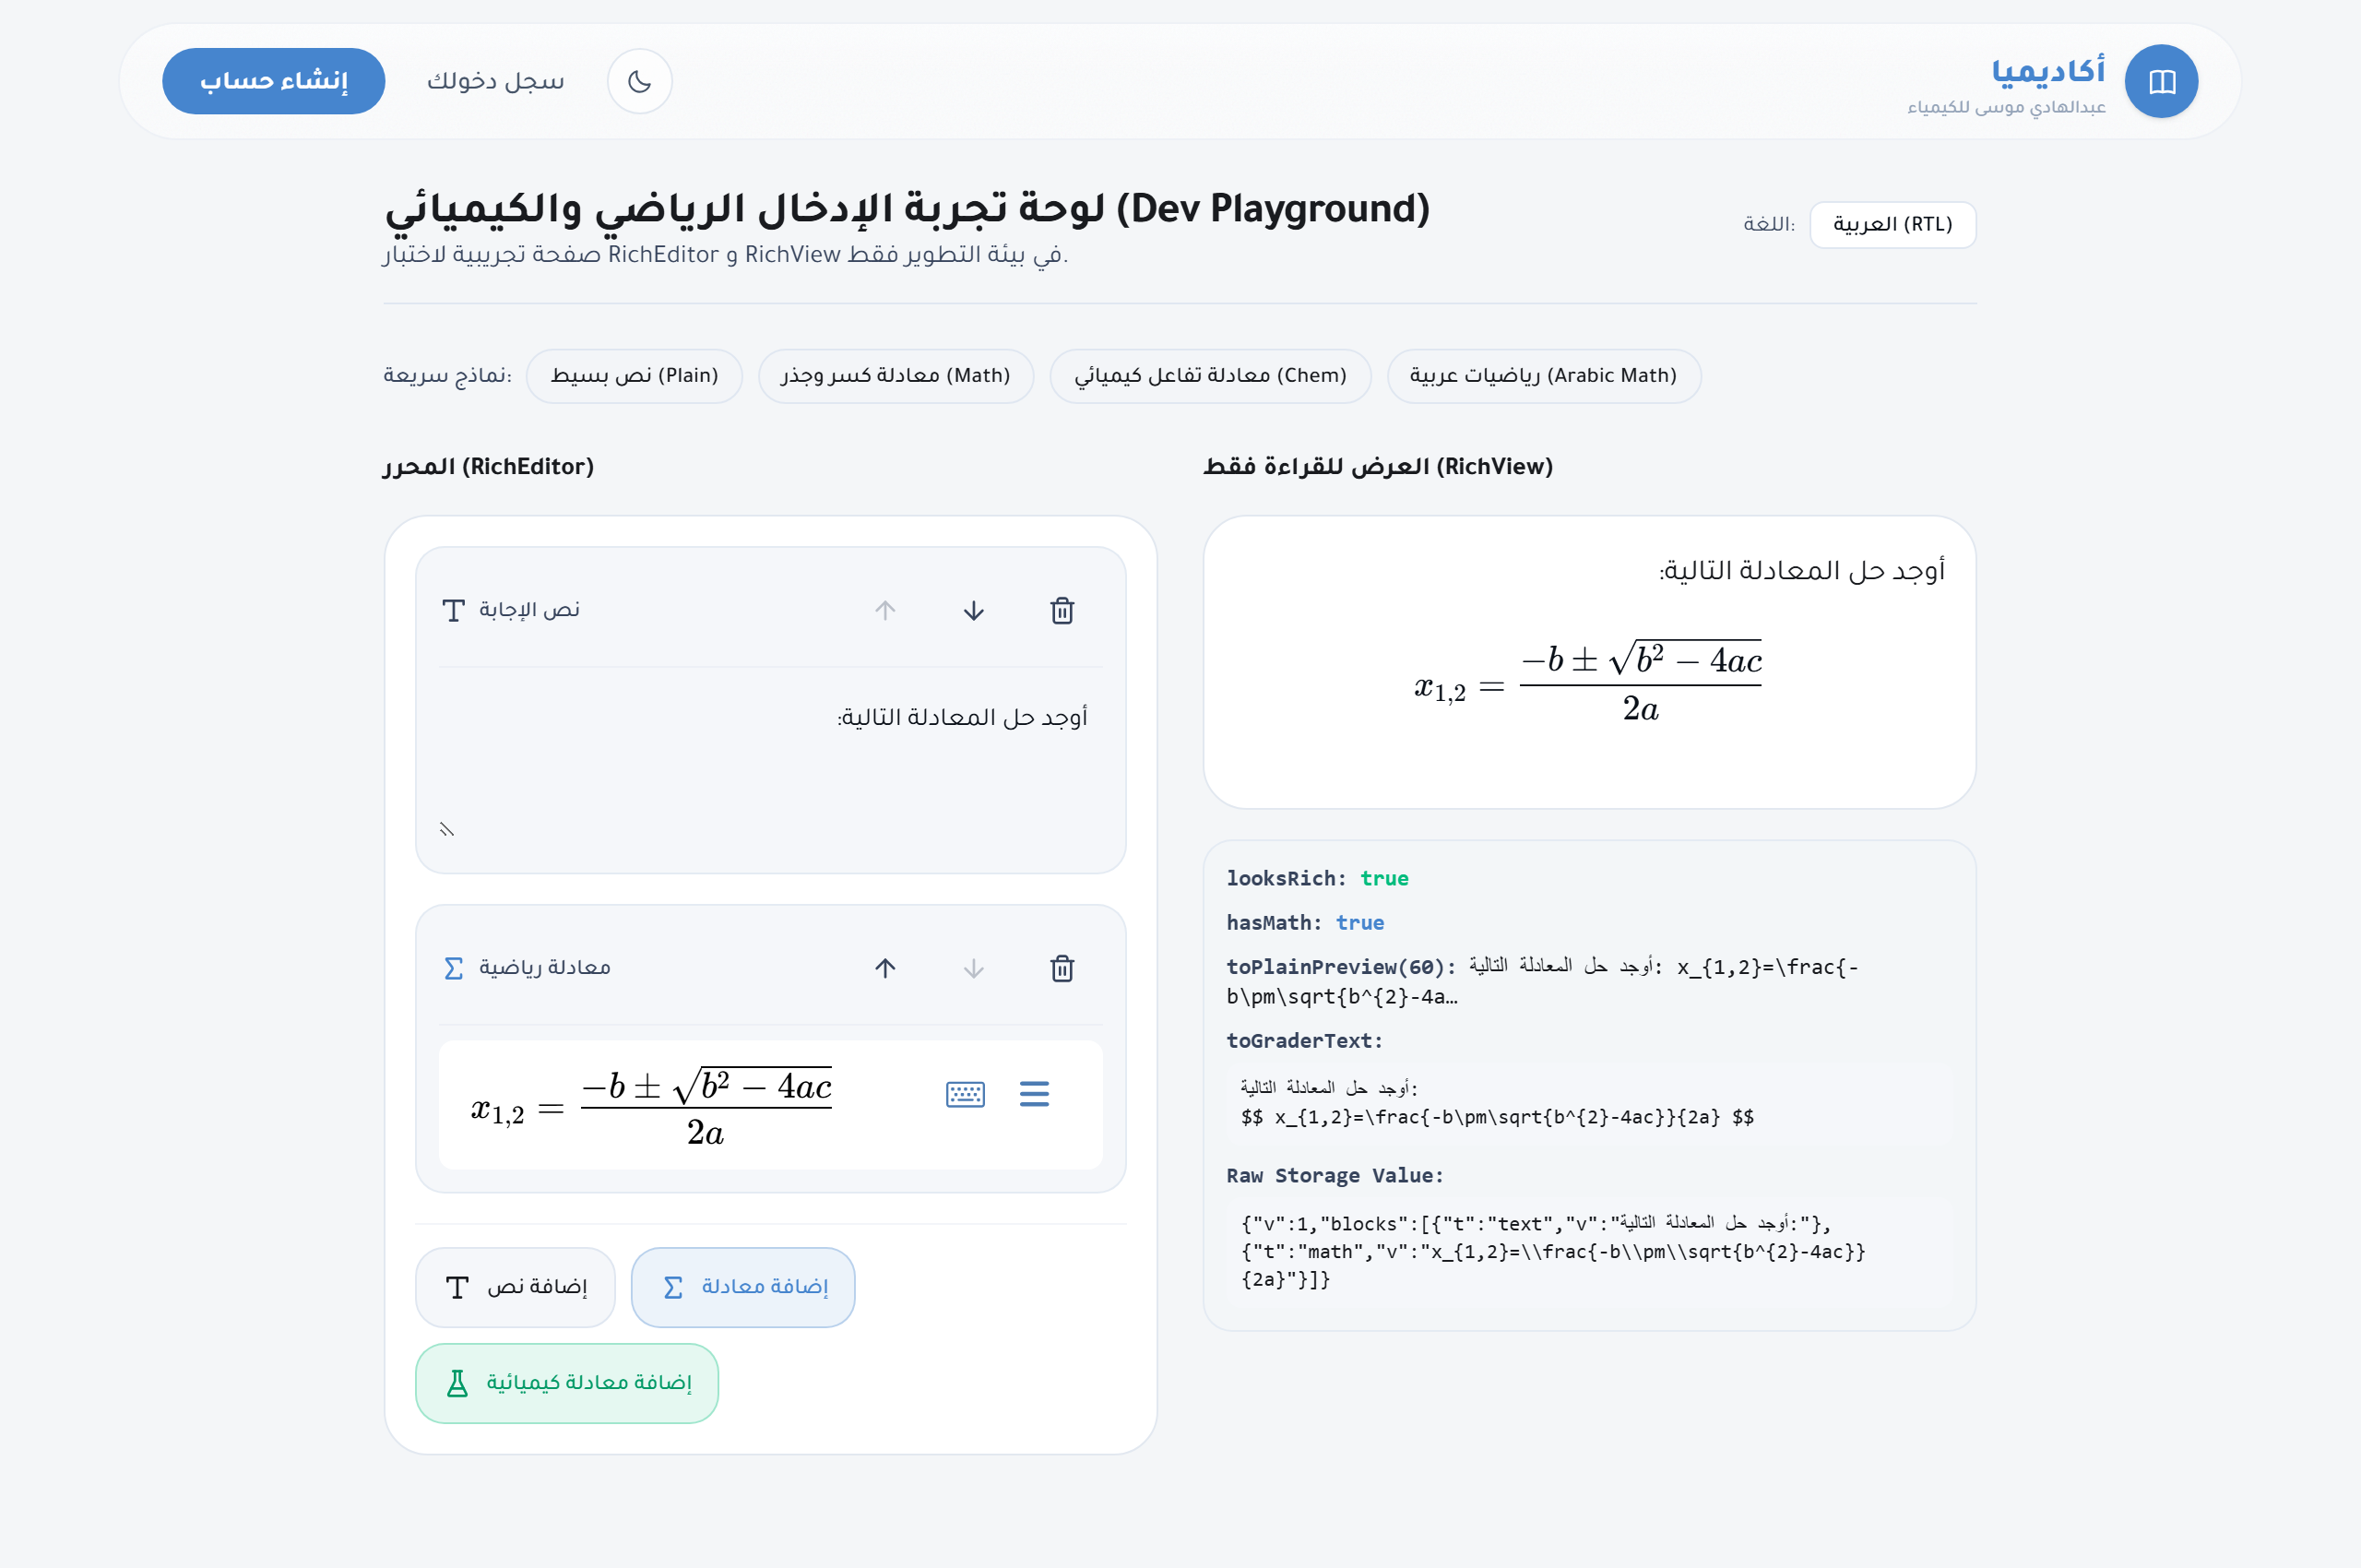 أكاديميا
عبدالهادي موسى للكيمياء
سجل دخولك
إنشاء حساب
لوحة تجربة الإدخال الرياضي والكيميائي (Dev Playground)
صفحة تجريبية لاختبار RichEditor و RichView في بيئة التطوير فقط.
اللغة:
العربية (RTL)
نماذج سريعة:
نص بسيط (Plain)
معادلة كسر وجذر (Math)
معادلة تفاعل كيميائي (Chem)
رياضيات عربية (Arabic Math)
المحرر (RichEditor)
نص الإجابة
أوجد حل المعادلة التالية:
معادلة رياضية
x_{1,2} = \frac{-b ± \sqrt{b^2 - 4ac}}{2a}
إضافة نص
إضافة معادلة
إضافة معادلة كيميائية
العرض للقراءة فقط (RichView)
أوجد حل المعادلة التالية:
x_{1,2} = \frac{-b ± \sqrt{b^2 - 4ac}}{2a}
looksRich: true
hasMath: true
toPlainPreview(60): أوجد حل المعادلة التالية: x_{1,2}=\frac{-
b\pm\sqrt{b^{2}-4a…
toGraderText:
أوجد حل المعادلة التالية:
$$ x_{1,2}=\frac{-b\pm\sqrt{b^{2}-4ac}}{2a} $$
Raw Storage Value:
{"v":1,"blocks":[{"t":"text","v":"أوجد حل المعادلة التالية:"},
{"t":"math","v":"x_{1,2}=\\frac{-b\\pm\\sqrt{b^{2}-4ac}}
{2a}"}]}